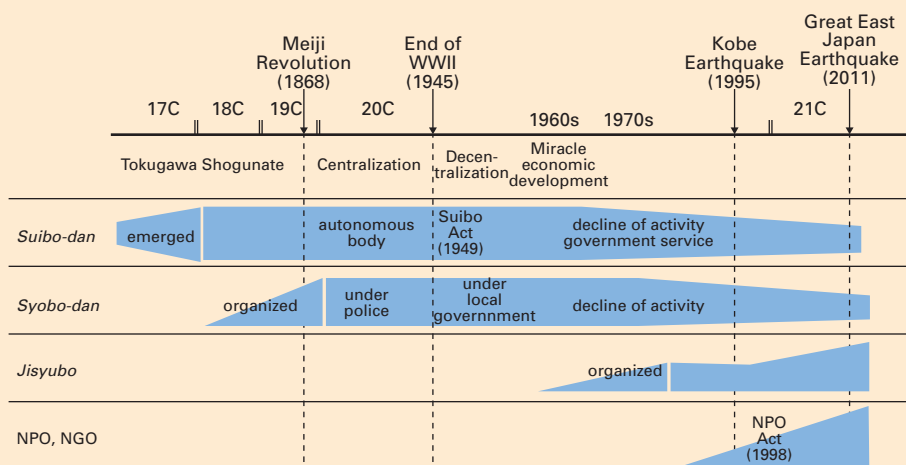 Great East
Japan
Earthquake
(2011)
Meiji
Revolution
(1868)
End of
WWII
(1945)
Kobe
Earthquake
(1995)
17C
18C
19C
20C
1960s
1970s
21C
Tokugawa Shogunate
Centralization
Decen-
tralization
Miracle
economic
development
Suibo-dan
emerged
autonomous
body
Suibo
Act
(1949)
decline of activity
government service
Syobo-dan
organized
under
police
under
local
governnment
decline of activity
Jisyubo
organized
NPO, NGO
NPO
Act
(1998)